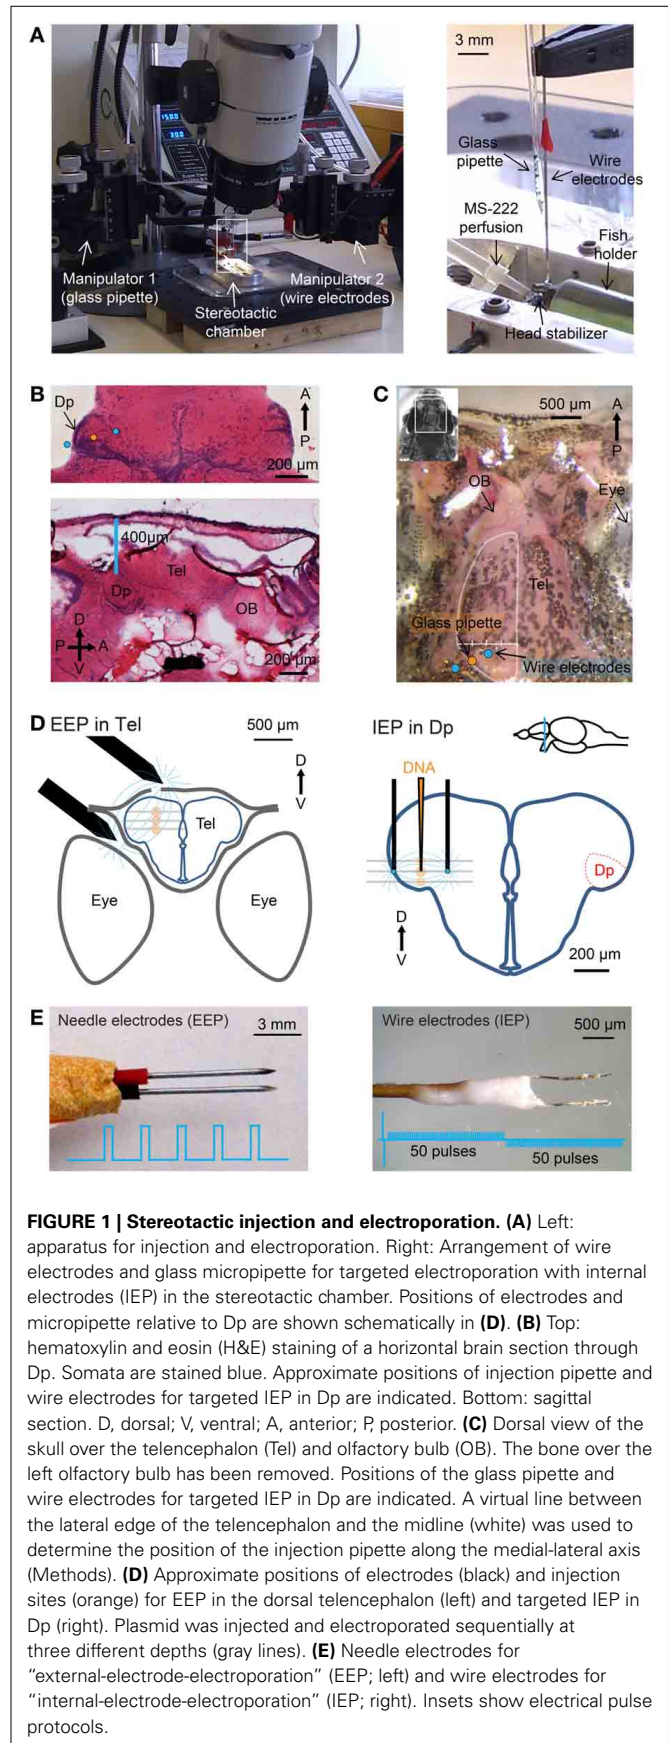 A
3 mm
Glass
pipette
Wire
electrodes
MS-222
perfusion
Fish
holder
Manipulator 1
(glass pipette)
Manipulator 2
(wire electrodes)
Stereotactic
chamber
Head stabilizer
B
Dp
A
P
200 µm
400µm
Tel
Dp
OB
D
P A
V
200 µm
C
500 µm
A
P
OB
Eye
Tel
Glass pipette
Wire electrodes
D EEP in Tel
500 µm
D
V
Tel
Eye
Eye
IEP in Dp
DNA
Dp
D
V
200 µm
E
Needle electrodes (EEP)
3 mm
Wire electrodes (IEP)
500 µm
50 pulses
50 pulses
FIGURE 1 | Stereotactic injection and electroporation. (A) Left:
apparatus for injection and electroporation. Right: Arrangement of wire
electrodes and glass micropipette for targeted electroporation with internal
electrodes (IEP) in the stereotactic chamber. Positions of electrodes and
micropipette relative to Dp are shown schematically in (D). (B) Top:
hematoxylin and eosin (H&E) staining of a horizontal brain section through
Dp. Somata are stained blue. Approximate positions of injection pipette and
wire electrodes for targeted IEP in Dp are indicated. Bottom: sagittal
section. D, dorsal; V, ventral; A, anterior; P, posterior. (C) Dorsal view of the
skull over the telencephalon (Tel) and olfactory bulb (OB). The bone over the
left olfactory bulb has been removed. Positions of the glass pipette and
wire electrodes for targeted IEP in Dp are indicated. A virtual line between
the lateral edge of the telencephalon and the midline (white) was used to
determine the position of the injection pipette along the medial-lateral axis
(Methods). (D) Approximate positions of electrodes (black) and injection
sites (orange) for EEP in the dorsal telencephalon (left) and targeted IEP in
Dp (right). Plasmid was injected and electroporated sequentially at
three different depths (gray lines). (E) Needle electrodes for
“external-electrode-electroporation” (EEP; left) and wire electrodes for
“internal-electrode-electroporation” (IEP; right). Insets show electrical pulse
protocols.